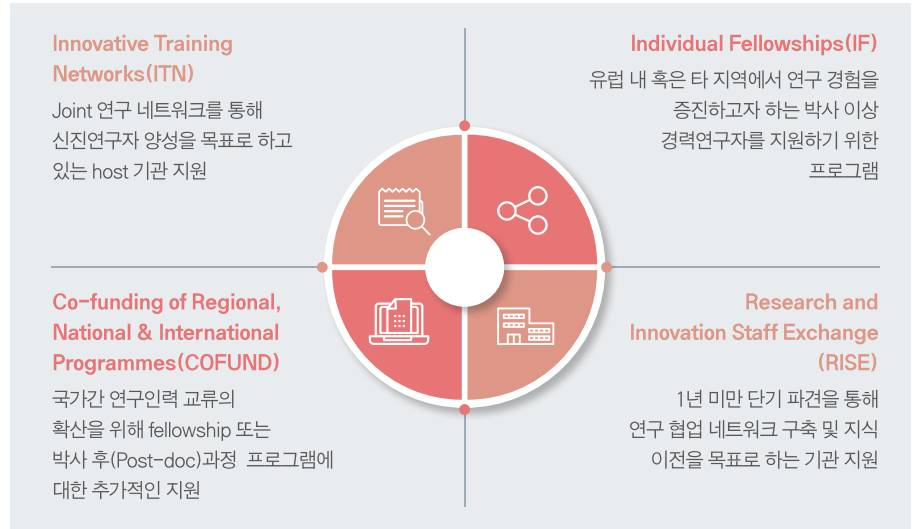 Innovative Training
Networks(ITN)
Joint 연구 네트워크를 통해
신진연구자 양성을 목표로 하고
있는 host 기관 지원
Individual Fellowships(IF)
유럽 내 혹은 타 지역에서 연구 경험을
증진하고자 하는 박사 이상
경력연구자를 지원하기 위한
프로그램
Co-funding of Regional,
National & International
Programmes(COFUND)
국가간 연구인력 교류의
확산을 위해 fellowship 또는
박사 후(Post-doc)과정 프로그램에
대한 추가적인 지원
Research and
Innovation Staff Exchange
(RISE)
1년 미만 단기 파견을 통해
연구 협업 네트워크 구축 및 지식
이전을 목표로 하는 기관 지원